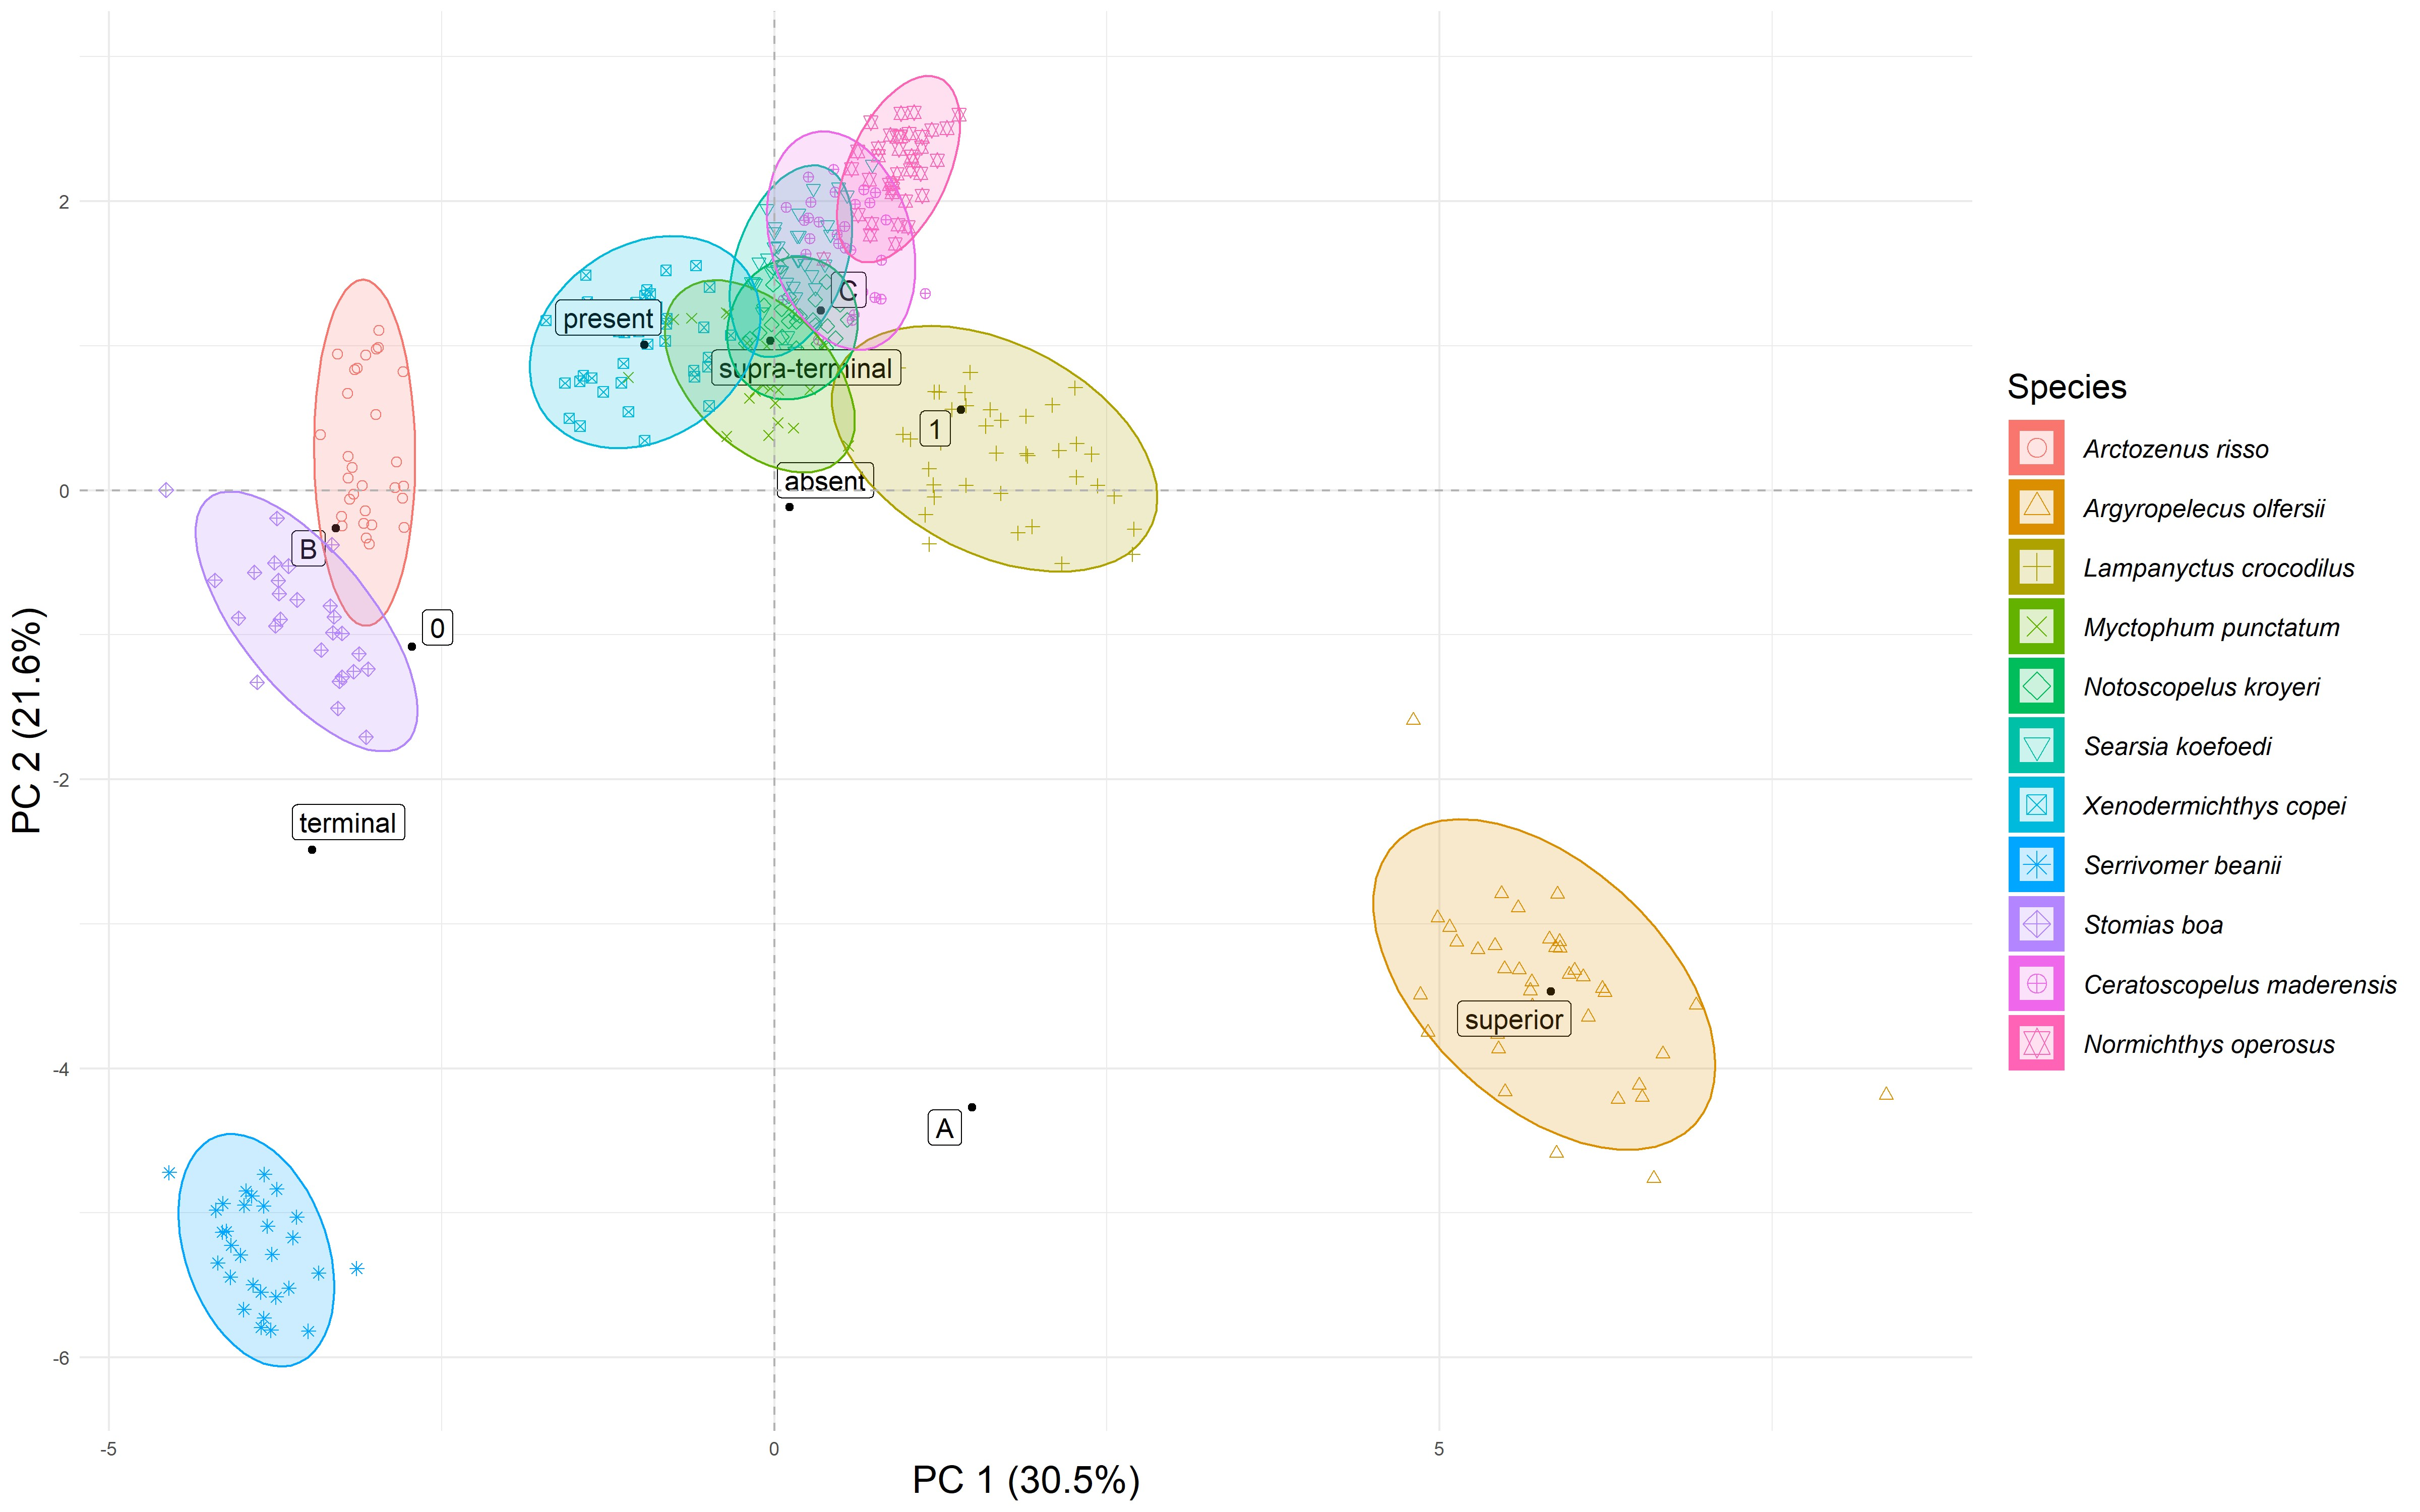 2
0
-2
-4
-6
-5
0
5
PC 2 (21.6%)
PC 1 (30.5%)
present
C
supra-terminal
1
absent
B
0
terminal
superior
A
Species
Arctozenus risso
Argyropelecus olfersii
Lampanyctus crocodilus
Myctophum punctatum
Notoscopelus kroyeri
Searsia koefoedi
Xenodermichthys copei
Serrivomer beanii
Stomias boa
Ceratoscopelus maderensis
Normichthys operosus